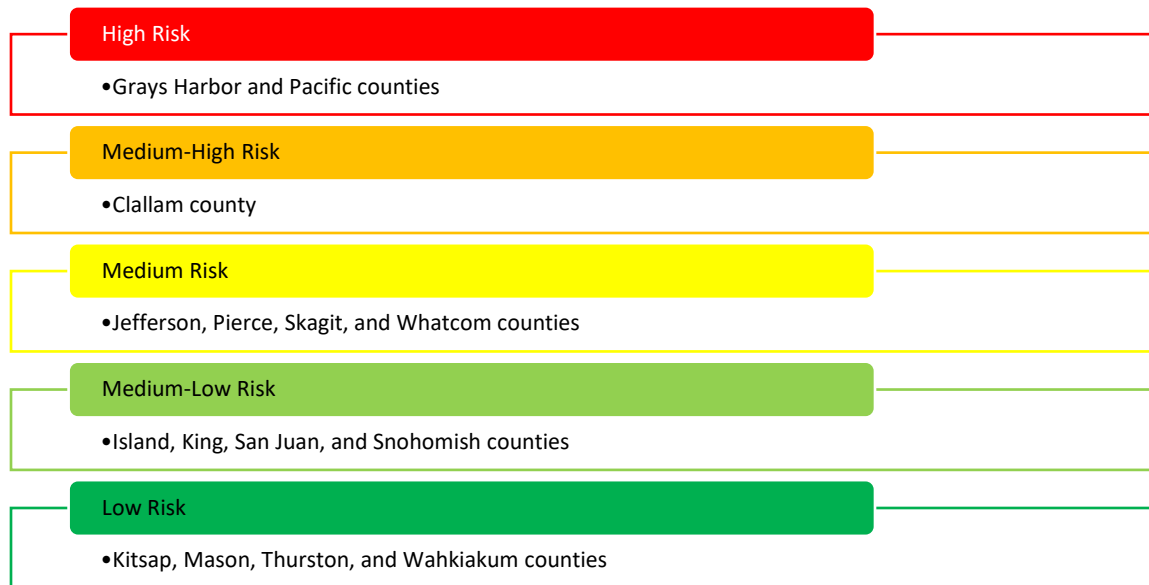 High Risk
•Grays Harbor and Pacific counties
Medium-High Risk
•Clallam county
Medium Risk
•Jefferson, Pierce, Skagit, and Whatcom counties
Medium-Low Risk
•Island, King, San Juan, and Snohomish counties
Low Risk
•Kitsap, Mason, Thurston, and Wahkiakum counties